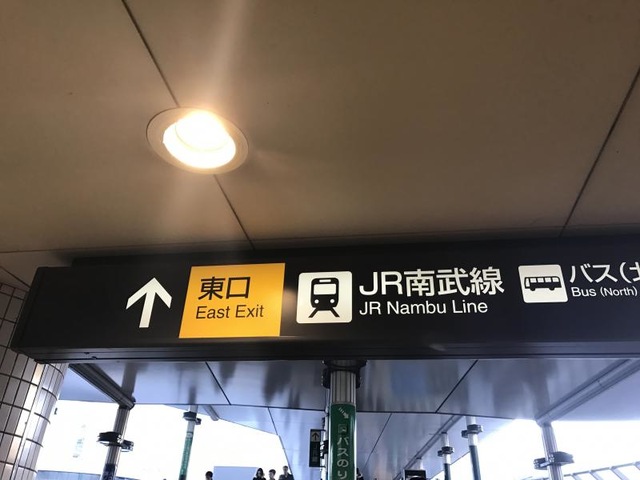 東口
East Exit
JR南武線
JR Nambu Line
バス（北
Bus (North)
バスのり